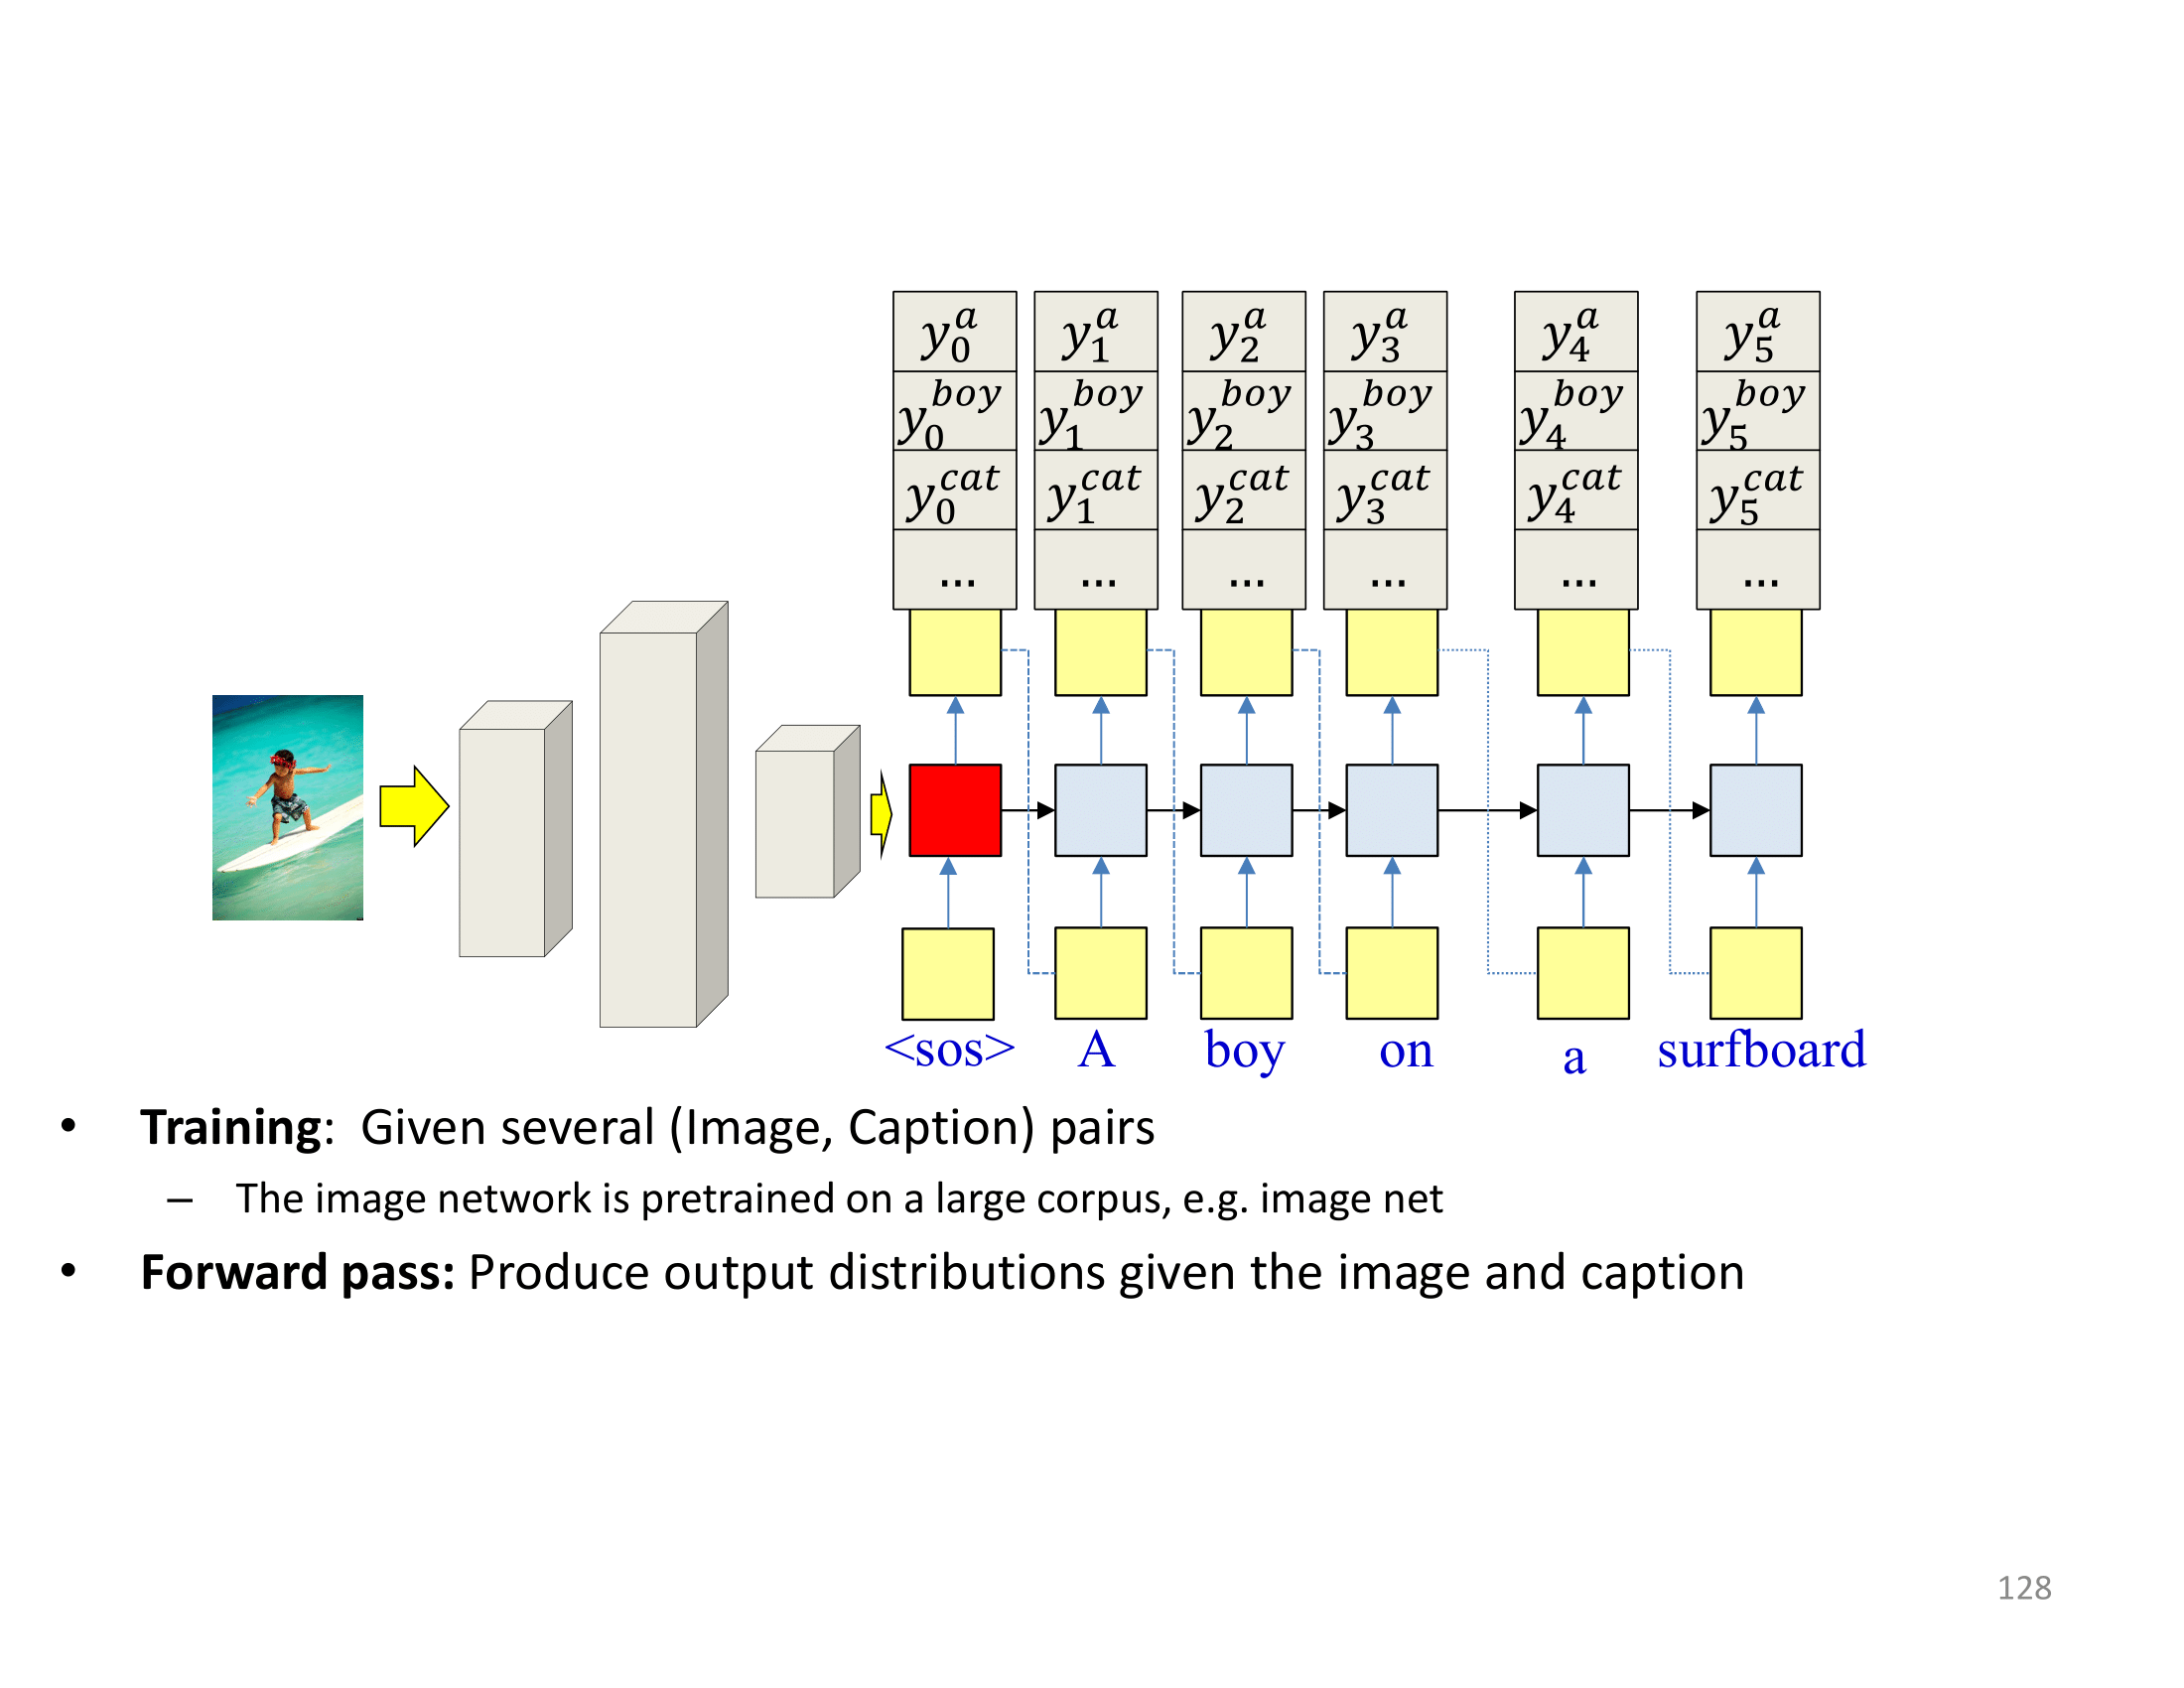 y_0^a y_1^a y_2^a y_3^a y_4^a y_5^a
y_0^boy y_1^boy y_2^boy y_3^boy y_4^boy y_5^boy
y_0^cat y_1^cat y_2^cat y_3^cat y_4^cat y_5^cat
... ... ... ... ... ...
<sos> A boy on a surfboard
• Training: Given several (Image, Caption) pairs
– The image network is pretrained on a large corpus, e.g. image net
• Forward pass: Produce output distributions given the image and caption
128